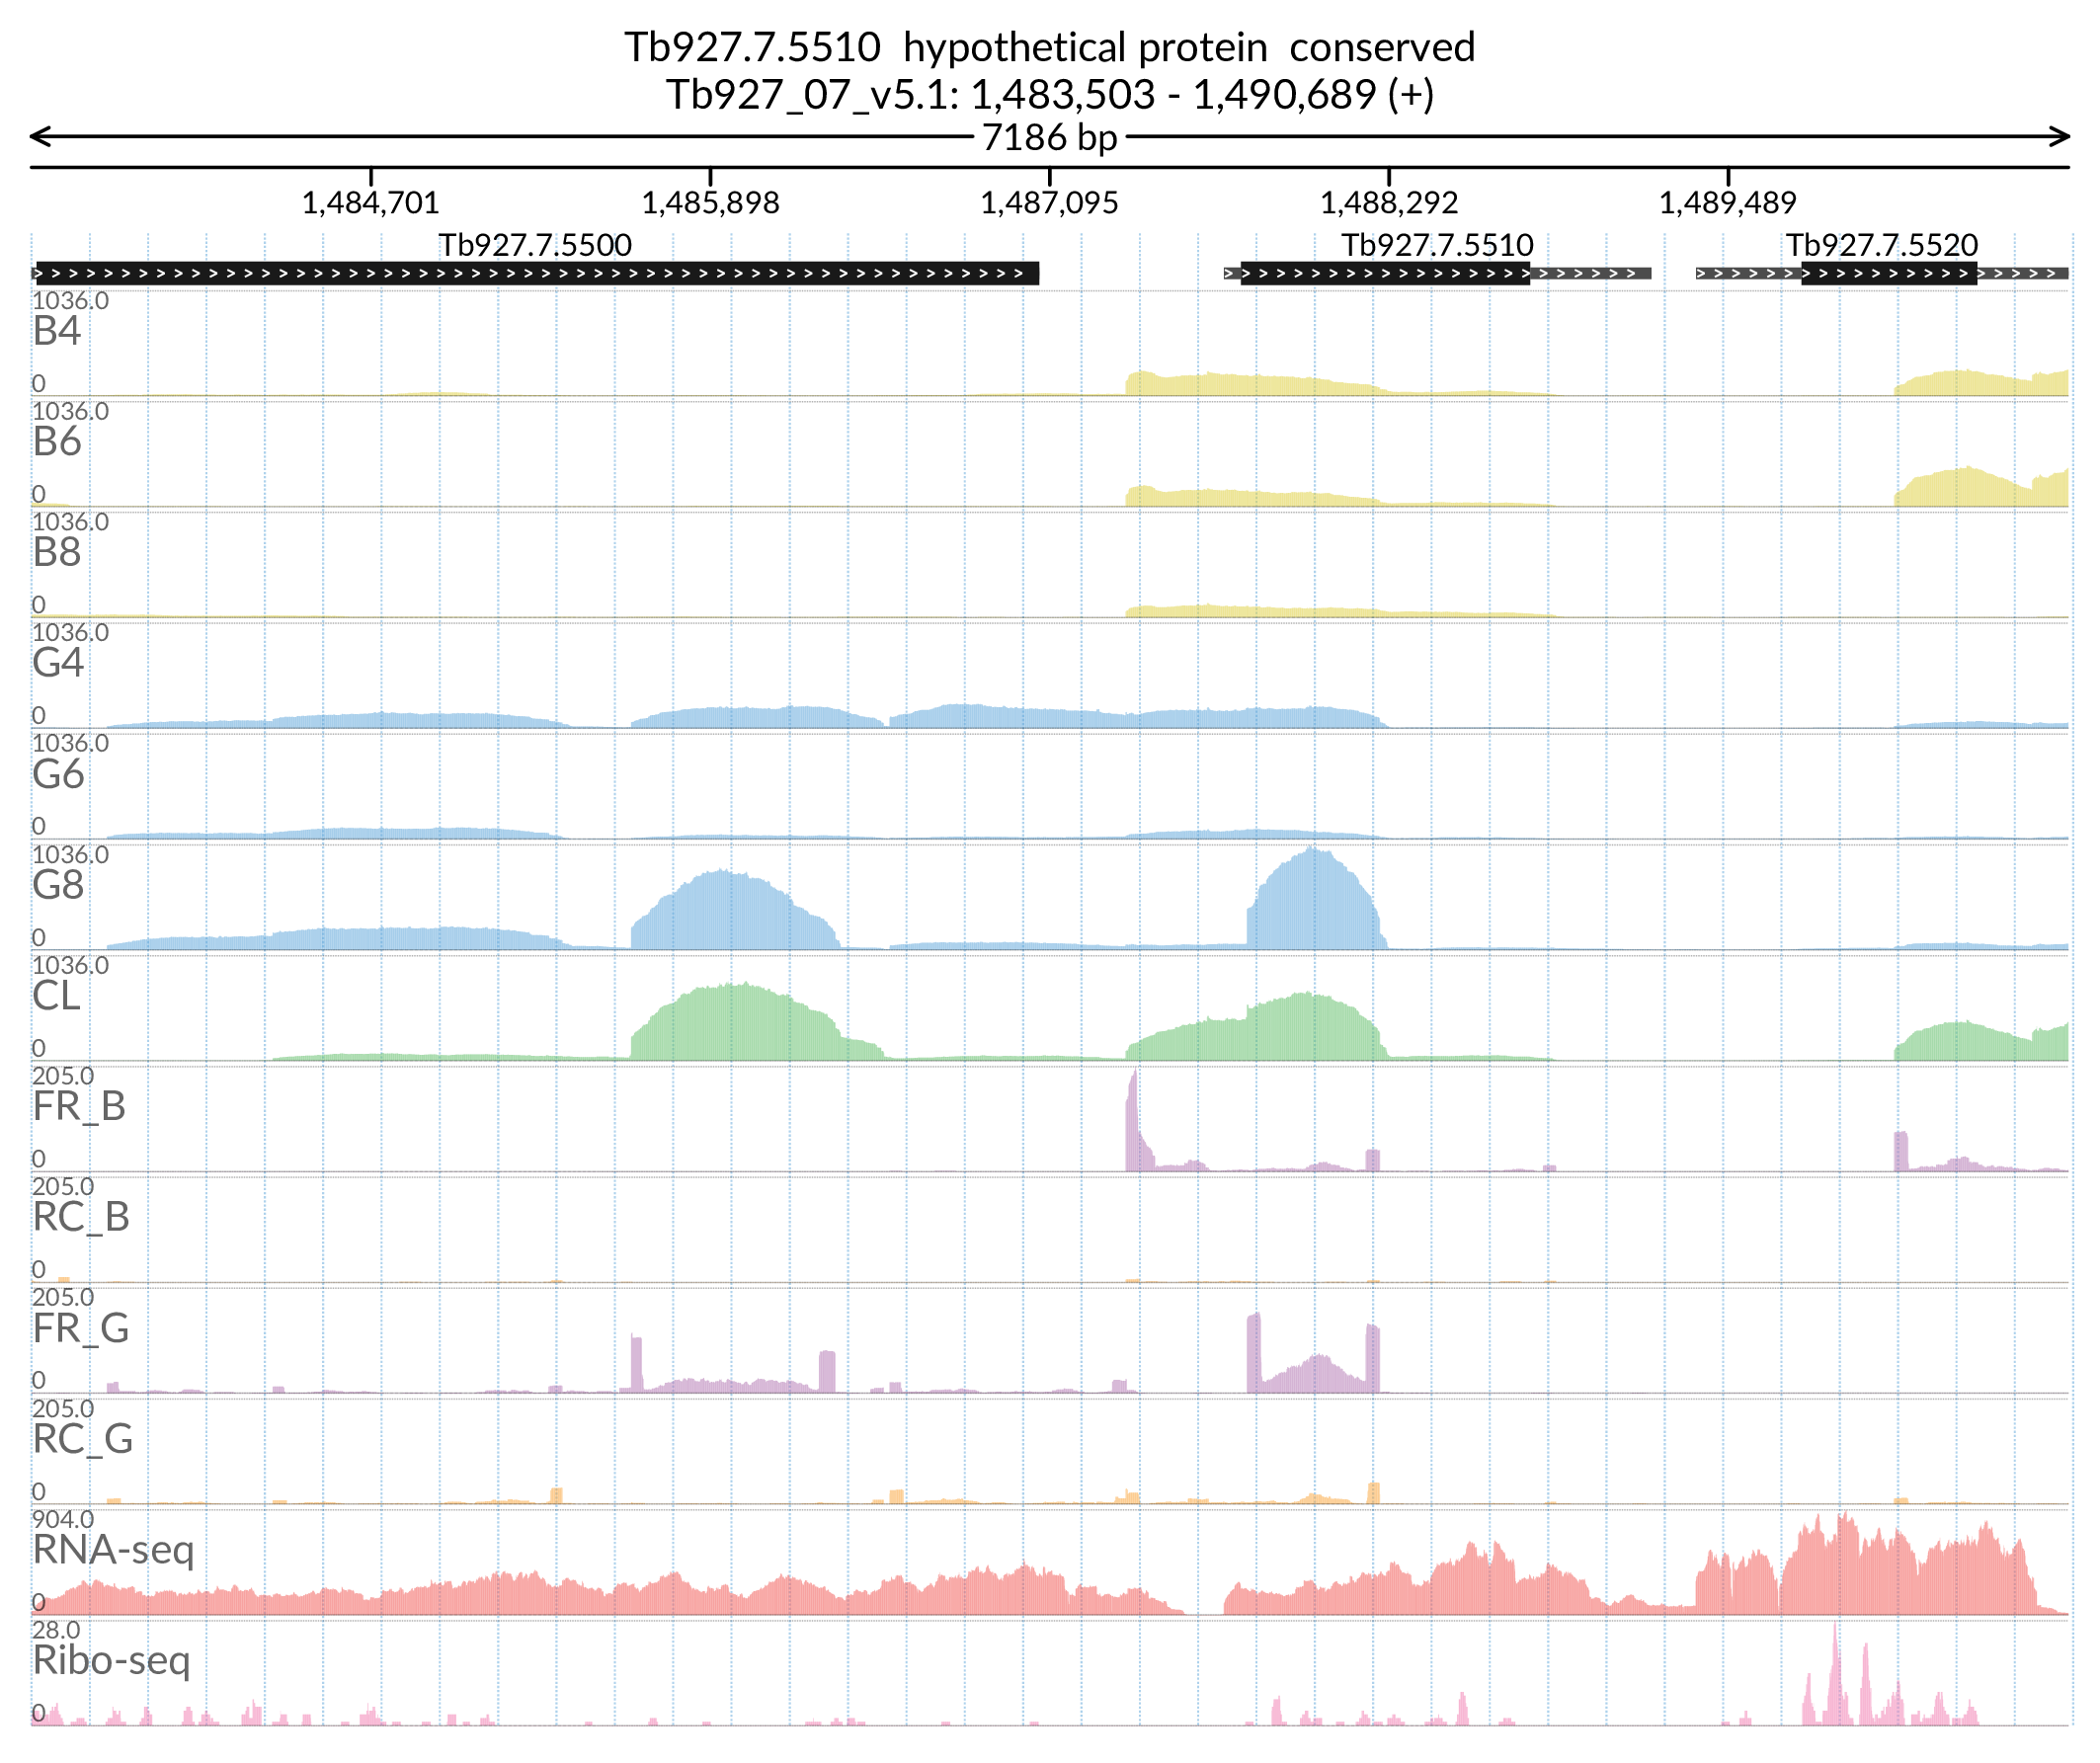 Tb927.7.5510 hypothetical protein conserved
Tb927_07_v5.1: 1,483,503 - 1,490,689 (+)
7186 bp
1,484,701 1,485,898 1,487,095 1,488,292 1,489,489
Tb927.7.5500 Tb927.7.5510 Tb927.7.5520
1036.0
B4
0
1036.0
B6
0
1036.0
B8
0
1036.0
G4
0
1036.0
G6
0
1036.0
G8
0
1036.0
CL
0
205.0
FR_B
0
205.0
RC_B
0
205.0
FR_G
0
205.0
RC_G
0
904.0
RNA-seq
0
28.0
Ribo-seq
0